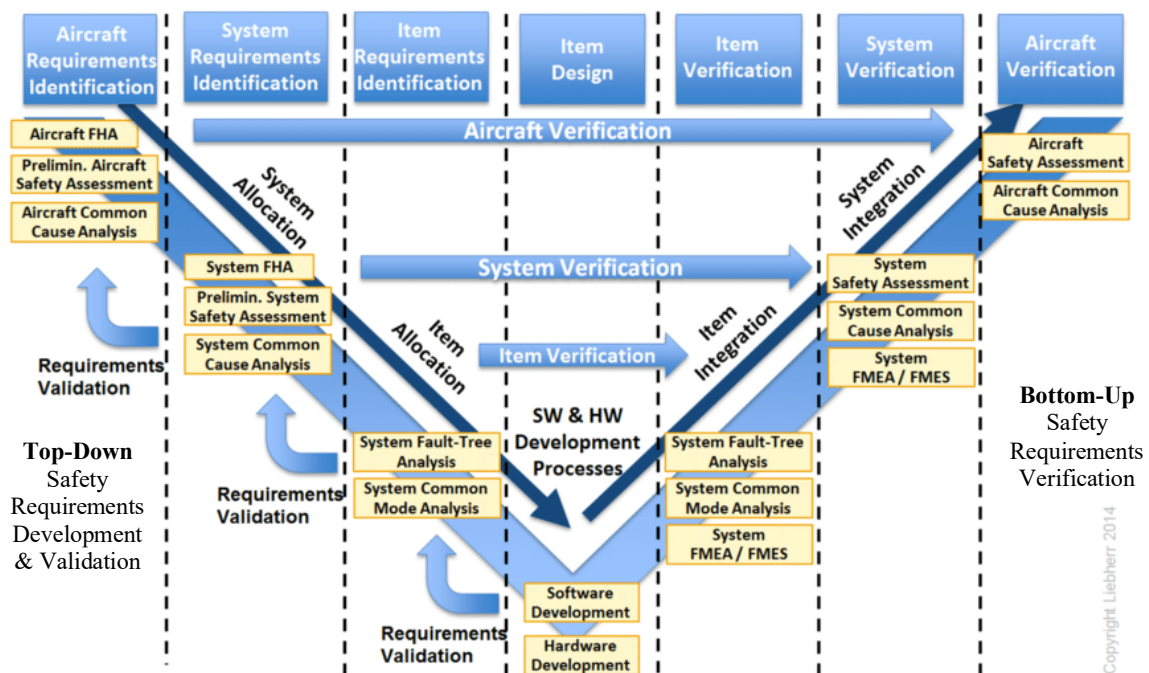 Aircraft
Requirements
Identification
System
Requirements
Identification
Item
Requirements
Identification
Item
Design
Item
Verification
System
Verification
Aircraft
Verification
Aircraft Verification
Aircraft FHA
Prelimin. Aircraft
Safety Assessment
Aircraft Common
Cause Analysis
System
Allocation
System
Integration
Aircraft
Safety Assessment
Aircraft Common
Cause Analysis
System Verification
System FHA
Prelimin. System
Safety Assessment
System Common
Cause Analysis
Item
Allocation
Item
Integration
System
Safety Assessment
System Common
Cause Analysis
System
FMEA / FMES
Item Verification
Requirements
Validation
Top-Down
Safety
Requirements
Development
& Validation
SW & HW
Development
Processes
Bottom-Up
Safety
Requirements
Verification
System Fault-Tree
Analysis
System Common
Mode Analysis
System Fault-Tree
Analysis
System Common
Mode Analysis
System
FMEA / FMES
Requirements
Validation
Software
Development
Hardware
Development
Requirements
Validation
Copyright Liebherr 2014